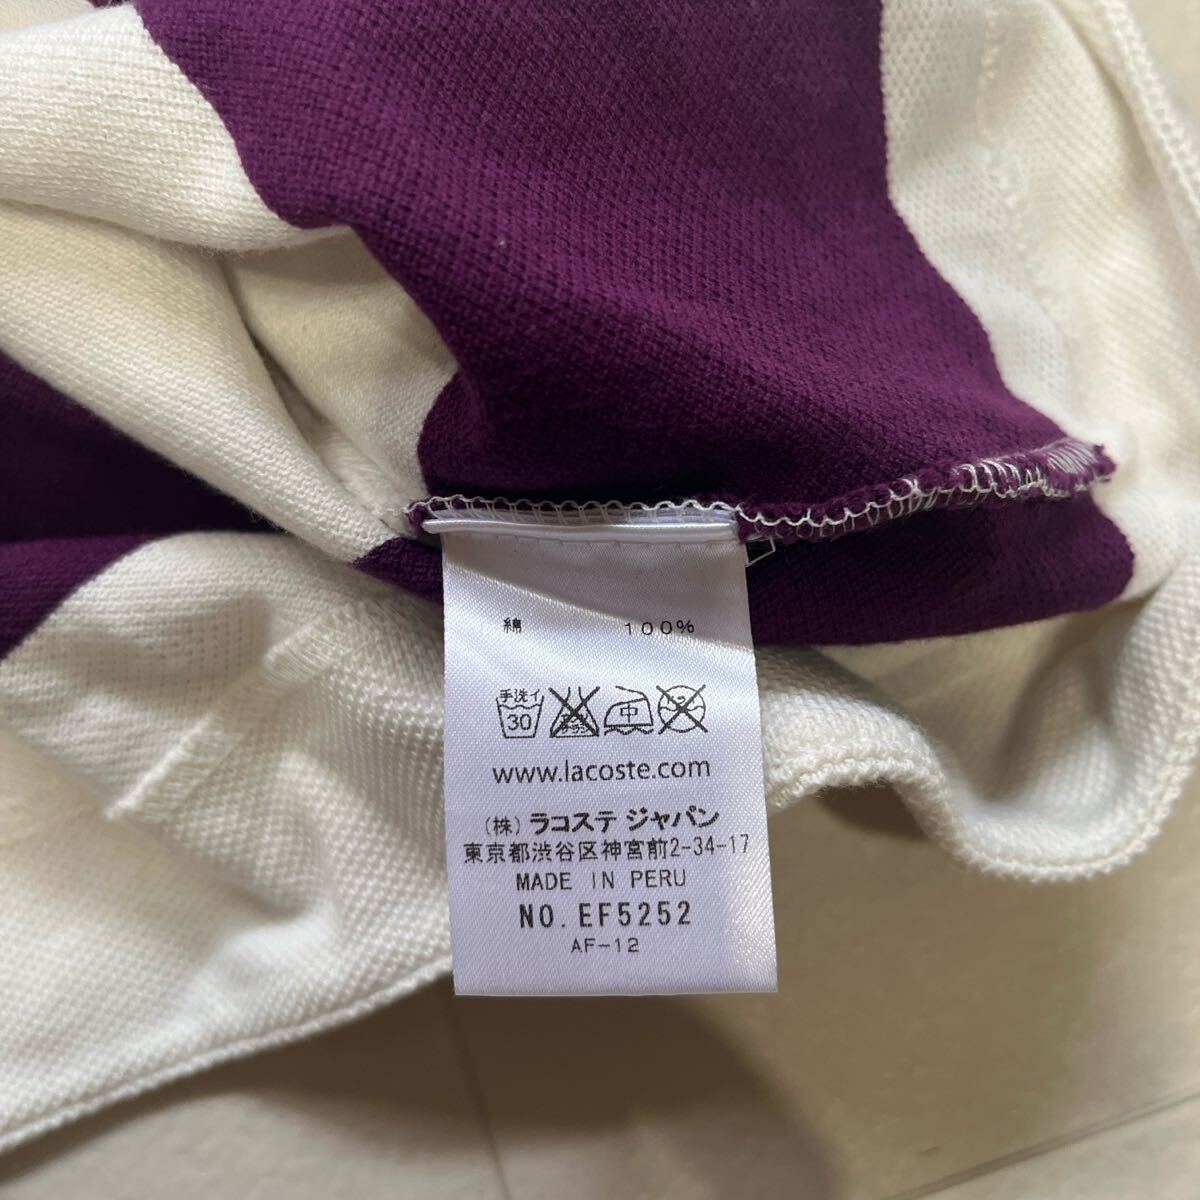 綿 100%
手洗イ
30 中
www.lacoste.com
(株) ラコステ ジャパン
東京都渋谷区神宮前2-34-17
MADE IN PERU
NO.EF5252
AF-12